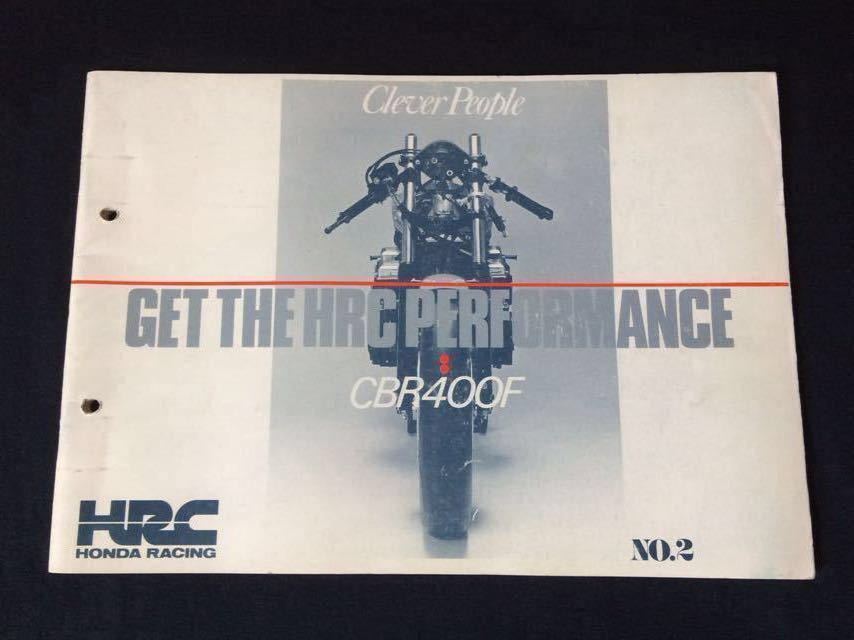 Clever People
GET THE HRC PERFORMANCE
CBR400F
HRC
HONDA RACING
NO.2